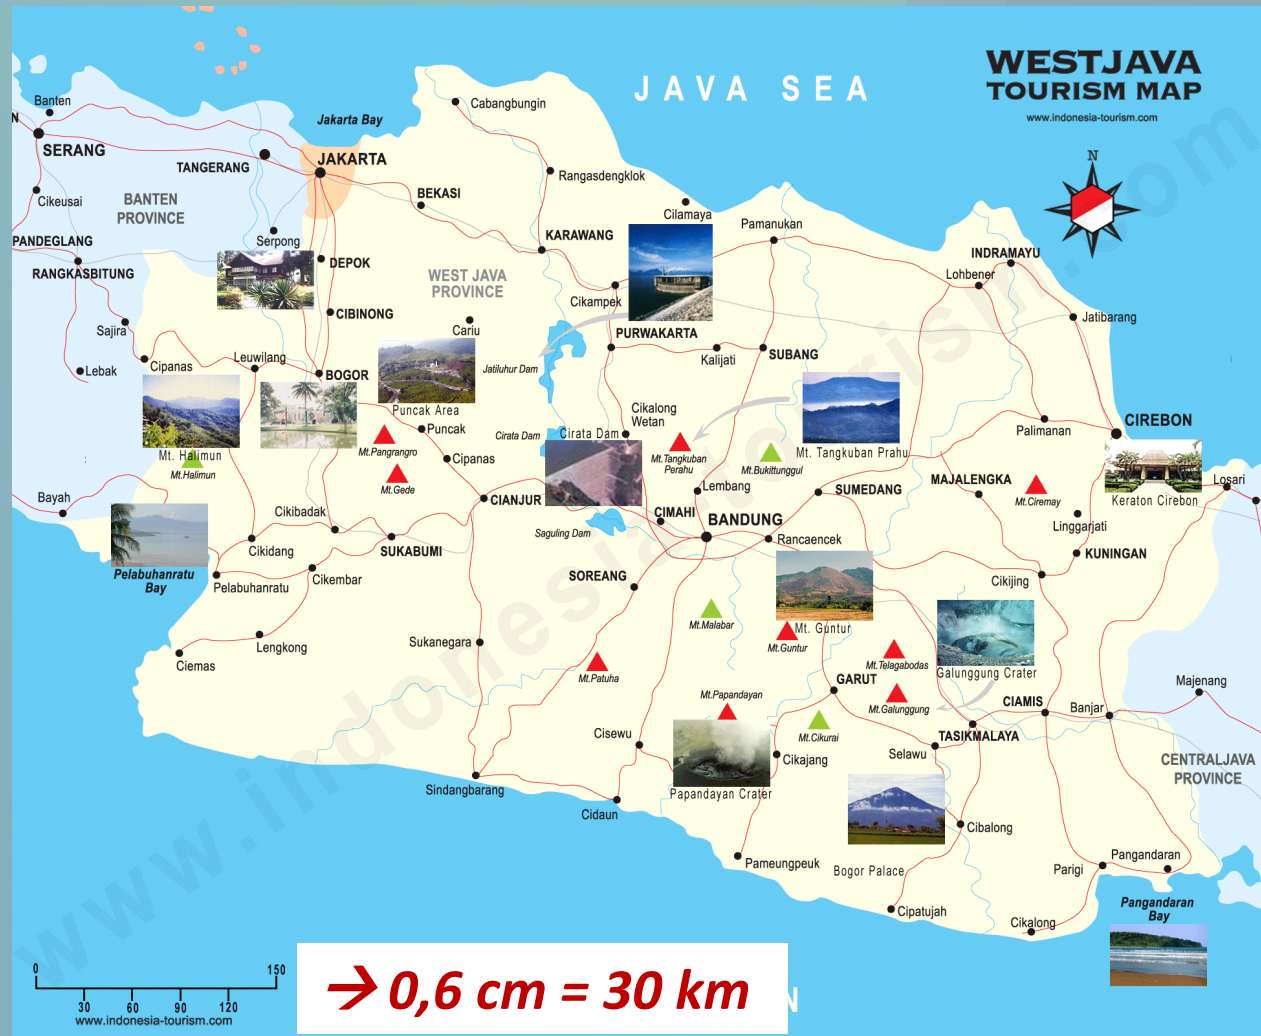 WESTJAVA
TOURISM MAP
www.indonesia-tourism.com
JAVA SEA
Jakarta Bay
N
Banten
N
SERANG
Cikeusai
BANTEN
PROVINCE
PANDEGLANG
RANGKASBITUNG
TANGERANG
JAKARTA
Serpong
DEPOK
CIBINONG
BEKASI
Cabangbungin
Rangasdengklok
Cilamaya
KARAWANG
Pamanukan
INDRAMAYU
Lohbener
Jatibarang
WEST JAVA
PROVINCE
Cariu
Cikampek
PURWAKARTA
Kalijati
SUBANG
Sajira
Lebak
Cipanas
Leuwilang
BOGOR
Jatiluhur Dam
Puncak Area
Puncak
Cipanas
Cikalong
Wetan
Cirata Dam
Cirata Dam
Mt.Pangrangro
Mt.Gede
Mt. Halimun
Mt.Halimun
Mt.Tangkuban
Perahu
Mt.Bukittunggul
Mt. Tangkuban Prahu
Palimanan
CIREBON
Keraton Cirebon
Losari
MAJALENGKA
Mt.Ciremay
Linggarjati
KUNINGAN
Cikijing
SUMEDANG
Lembang
CIMAHI
BANDUNG
Rancaencek
Saguling Dam
CIANJUR
Bayah
Cikibadak
Cikidang
SUKABUMI
Cikembar
Pelabuhanratu
Bay
Pelabuhanratu
Lengkong
Ciemas
Sukanegara
SOREANG
Mt.Malabar
Mt. Guntur
Mt.Guntur
Mt.Patuha
Mt.Telagabodas
Mt.Galunggung
Galunggung Crater
GARUT
Mt.Papandayan
Mt.Cikurai
Cikajang
Papandayan Crater
Cisewu
Cidaun
Sindangbarang
Selawu
TASIKMALAYA
CIAMIS
Banjar
Majenang
CENTRALJAVA
PROVINCE
Cibalong
Bogor Palace
Pameungpeuk
Cipatujah
Cikalong
Parigi
Pangandaran
Pangandaran
Bay
0 150
30 60 90 120
www.indonesia-tourism.com
→ 0,6 cm = 30 km
N
www.indonesia-tourism.com